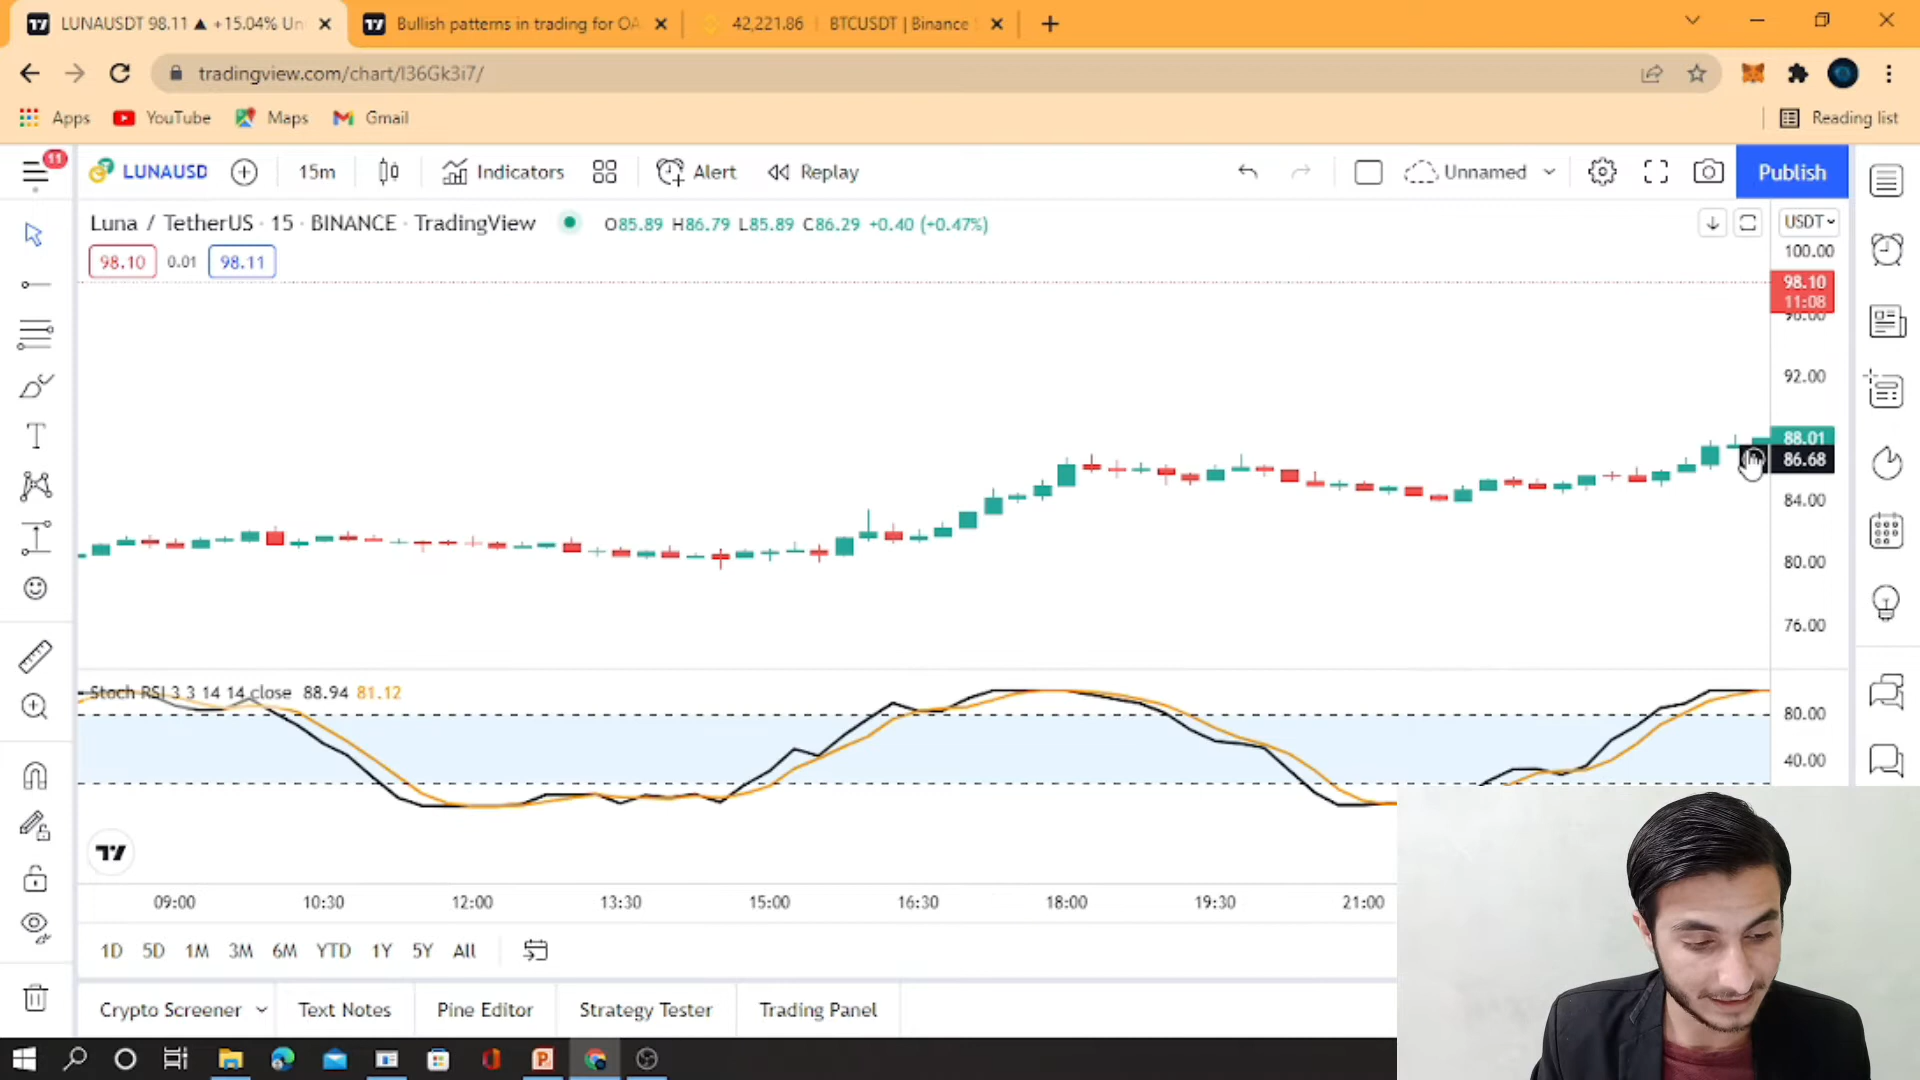 LUNAUSDT 98.11 ▲ +15.04% Un
Bullish patterns in trading for OA
42,221.86 BTCUSDT | Binance
tradingview.com/chart/l36Gk3i7/
Apps YouTube Maps Gmail Reading list
11
LUNAUSD 15m Indicators Alert Replay Unnamed Publish
Luna / TetherUS · 15 · BINANCE · TradingView O85.89 H86.79 L85.89 C86.29 +0.40 (+0.47%)
USDT
98.10 0.01 98.11
100.00
98.10
11:08
96.00
92.00
88.01
86.68
84.00
80.00
76.00
Stoch RSI 3 3 14 14 close 88.94 81.12
80.00
40.00
09:00 10:30 12:00 13:30 15:00 16:30 18:00 19:30 21:00
1D 5D 1M 3M 6M YTD 1Y 5Y All
Crypto Screener Text Notes Pine Editor Strategy Tester Trading Panel